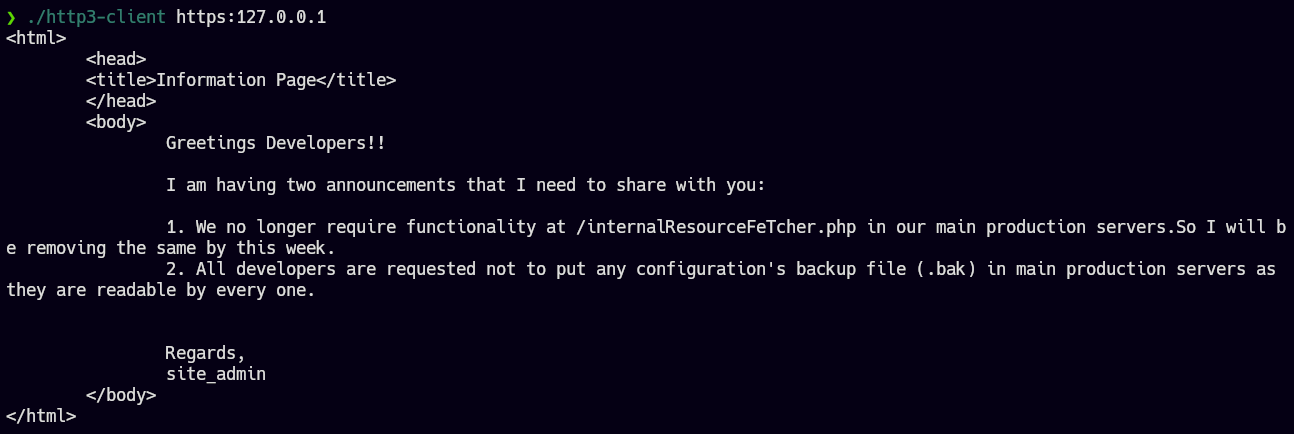 ❯ ./http3-client https:127.0.0.1
<html>
<head>
<title>Information Page</title>
</head>
<body>
Greetings Developers!!
I am having two announcements that I need to share with you:
1. We no longer require functionality at /internalResourceFeTcher.php in our main production servers.So I will b
e removing the same by this week.
2. All developers are requested not to put any configuration's backup file (.bak) in main production servers as
they are readable by every one.
Regards,
site_admin
</body>
</html>